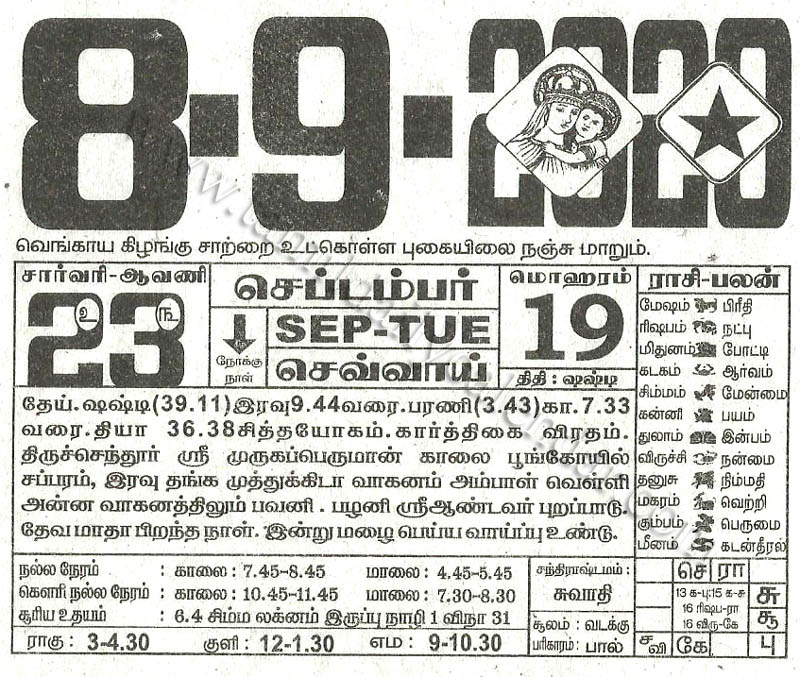 8-9-2020
வெங்காய கிழங்கு சாற்றை உட்கொள்ள புகையிலை நஞ்சு மாறும்.
சார்வரி-ஆவணி
23
உ ௩
செப்டம்பர்
SEP-TUE
செவ்வாய்
நோக்கு
நாள்
மொஹரம்
19
திதி : ஷஷ்டி
தேய்.ஷஷ்டி(39.11)இரவு9.44வரை.பரணி(3.43)கா.7.33
வரை.தியா 36.38சித்தயோகம்.கார்த்திகை விரதம்.
திருச்செந்தூர் ஸ்ரீ முருகப்பெருமான் காலை பூங்கோயில்
சப்பரம், இரவு தங்க முத்துக்கிடா வாகனம் அம்பாள் வெள்ளி
அன்ன வாகனத்திலும் பவனி . பழனி ஸ்ரீஆண்டவர் புறப்பாடு.
தேவ மாதா பிறந்த நாள். இன்று மழை பெய்ய வாய்ப்பு உண்டு.
ராசி-பலன்
மேஷம் பிரீதி
ரிஷபம் நட்பு
மிதுனம் போட்டி
கடகம் ஆர்வம்
சிம்மம் மேன்மை
கன்னி பயம்
துலாம் இன்பம்
விருச்சி நன்மை
தனுசு நிம்மதி
மகரம் வெற்றி
கும்பம் பெருமை
மீனம் கடன்தீரல்
நல்ல நேரம் : காலை : 7.45-8.45 மாலை : 4.45-5.45
கௌரி நல்ல நேரம் : காலை : 10.45-11.45 மாலை : 7.30-8.30
சூரிய உதயம் : 6.4 சிம்ம லக்னம் இருப்பு நாழி 1 விநா 31
ராகு : 3-4.30 குளி : 12-1.30 எம : 9-10.30
சந்திராஷ்டமம் :
சுவாதி
சூலம் : வடக்கு
பரிகாரம் : பால்
செ ரா
13 க-பு:15 க-சு
16 ரிஷப-ரா
16 விரு-கே
சு
சூ
ச
வி
கே
பு